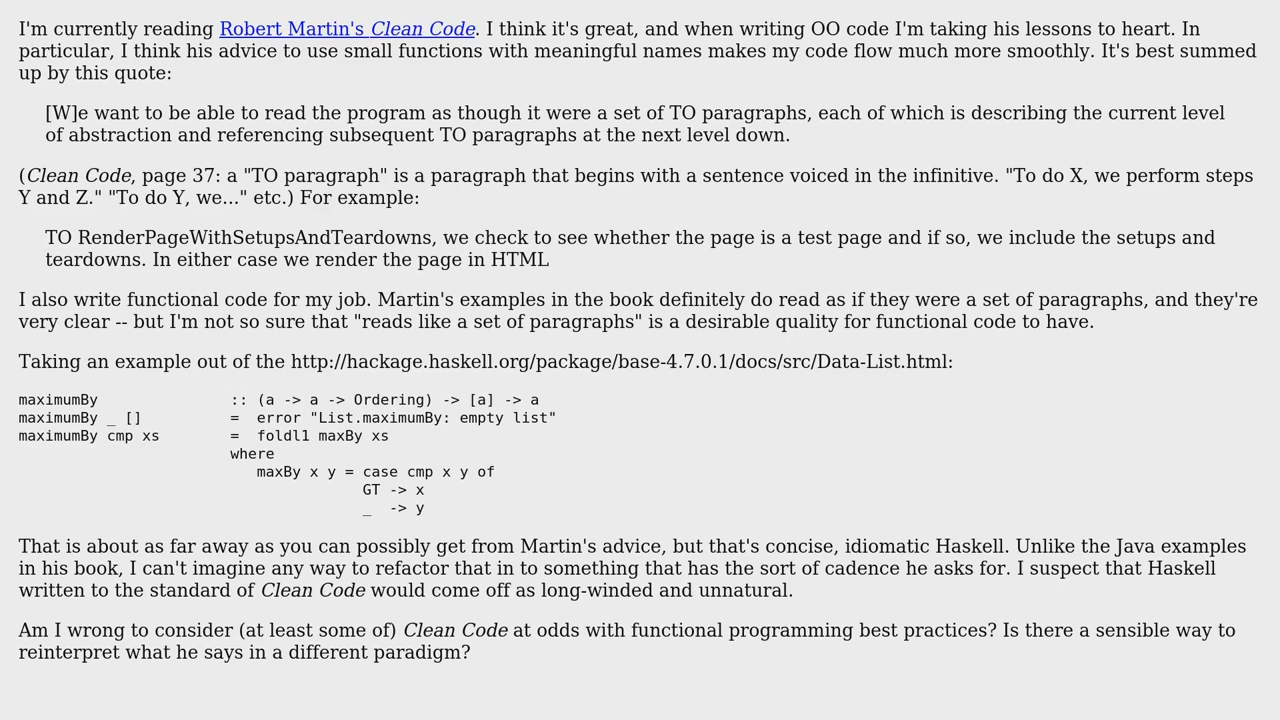 I'm currently reading Robert Martin's Clean Code. I think it's great, and when writing OO code I'm taking his lessons to heart. In
particular, I think his advice to use small functions with meaningful names makes my code flow much more smoothly. It's best summed
up by this quote:
[W]e want to be able to read the program as though it were a set of TO paragraphs, each of which is describing the current level
of abstraction and referencing subsequent TO paragraphs at the next level down.
(Clean Code, page 37: a "TO paragraph" is a paragraph that begins with a sentence voiced in the infinitive. "To do X, we perform steps
Y and Z." "To do Y, we..." etc.) For example:
TO RenderPageWithSetupsAndTeardowns, we check to see whether the page is a test page and if so, we include the setups and
teardowns. In either case we render the page in HTML
I also write functional code for my job. Martin's examples in the book definitely do read as if they were a set of paragraphs, and they're
very clear -- but I'm not so sure that "reads like a set of paragraphs" is a desirable quality for functional code to have.
Taking an example out of the http://hackage.haskell.org/package/base-4.7.0.1/docs/src/Data-List.html:
maximumBy               :: (a -> a -> Ordering) -> [a] -> a
maximumBy _ []          =  error "List.maximumBy: empty list"
maximumBy cmp xs        =  foldl1 maxBy xs
                        where
                           maxBy x y = case cmp x y of
                                       GT -> x
                                       _  -> y
That is about as far away as you can possibly get from Martin's advice, but that's concise, idiomatic Haskell. Unlike the Java examples
in his book, I can't imagine any way to refactor that in to something that has the sort of cadence he asks for. I suspect that Haskell
written to the standard of Clean Code would come off as long-winded and unnatural.
Am I wrong to consider (at least some of) Clean Code at odds with functional programming best practices? Is there a sensible way to
reinterpret what he says in a different paradigm?